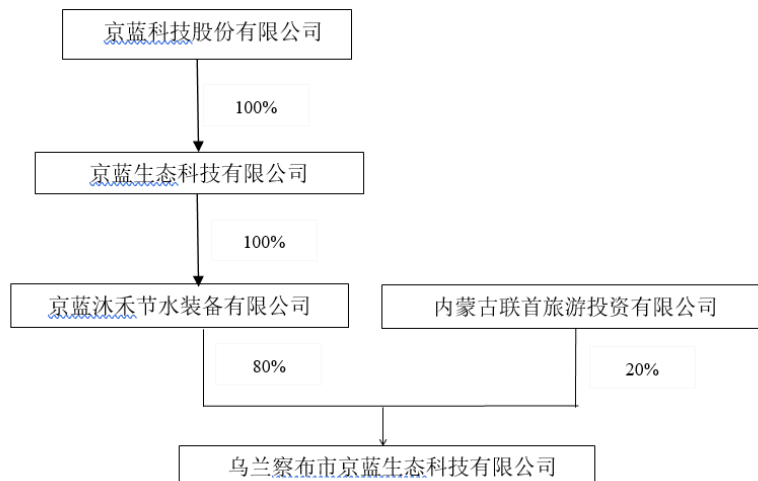 京蓝科技股份有限公司
100%
京蓝生态科技有限公司
100%
京蓝沐禾节水装备有限公司
内蒙古联首旅游投资有限公司
80%
20%
乌兰察布市京蓝生态科技有限公司